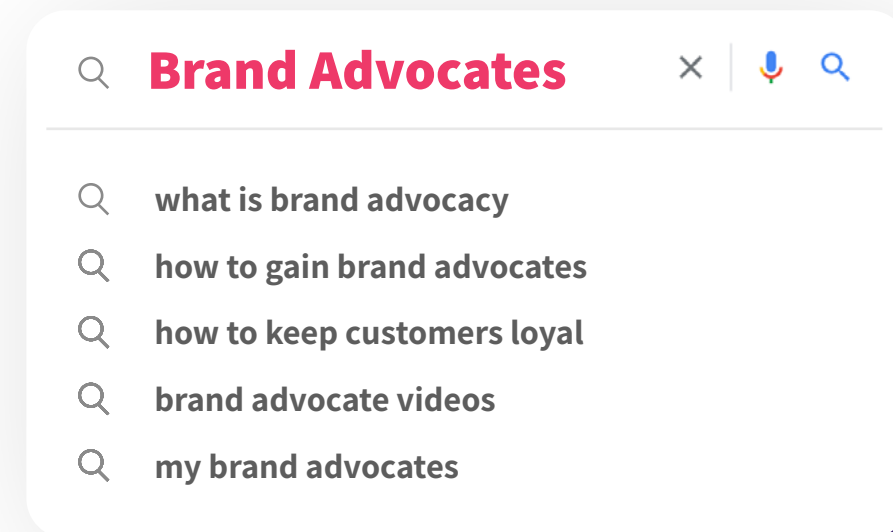 Brand Advocates
what is brand advocacy
how to gain brand advocates
how to keep customers loyal
brand advocate videos
my brand advocates